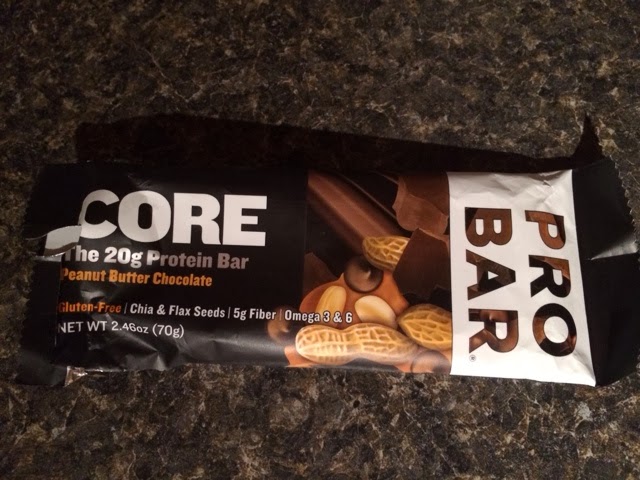 CORE
The 20g Protein Bar
Peanut Butter Chocolate
Gluten-Free | Chia & Flax Seeds | 5g Fiber | Omega 3 & 6
NET WT 2.46oz (70g)
PRO
BAR®